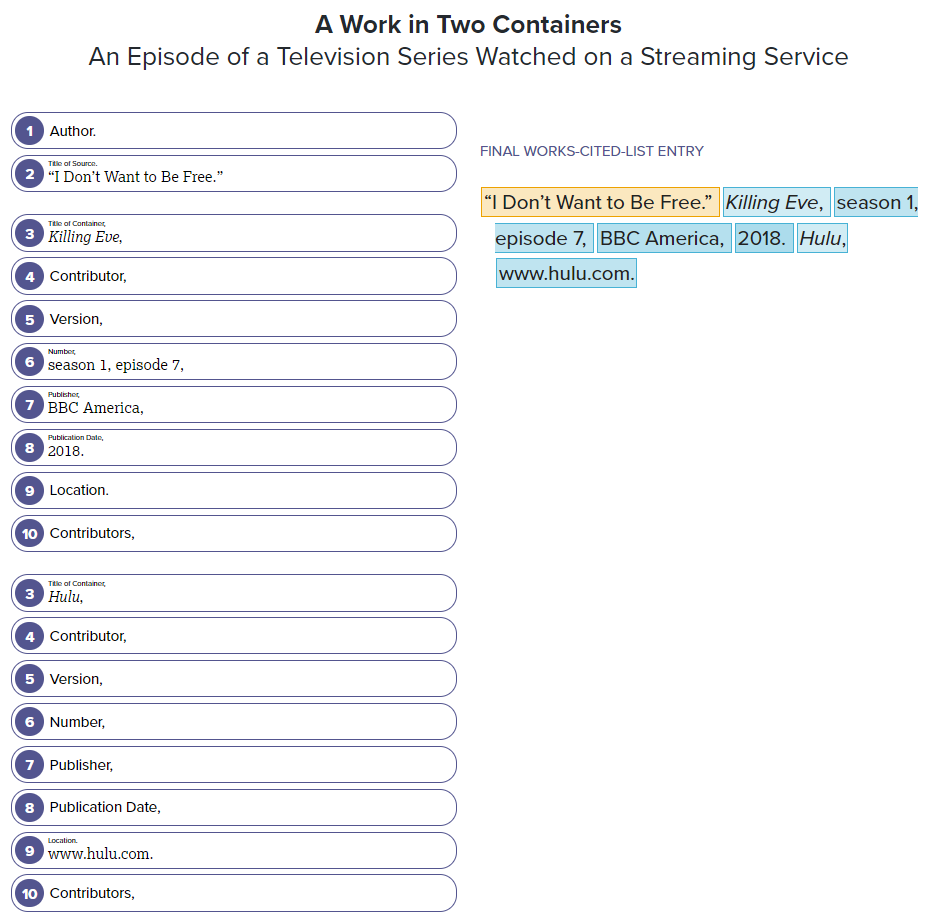 A Work in Two Containers
An Episode of a Television Series Watched on a Streaming Service
1 Author.
2 Title of Source.
“I Don’t Want to Be Free.”
3 Title of Container,
Killing Eve,
4 Contributor,
5 Version,
6 Number,
season 1, episode 7,
7 Publisher,
BBC America,
8 Publication Date,
2018.
9 Location.
10 Contributors,
3 Title of Container,
Hulu,
4 Contributor,
5 Version,
6 Number,
7 Publisher,
8 Publication Date,
9 Location.
www.hulu.com.
10 Contributors,
FINAL WORKS-CITED-LIST ENTRY
“I Don’t Want to Be Free.” Killing Eve, season 1,
episode 7, BBC America, 2018. Hulu,
www.hulu.com.